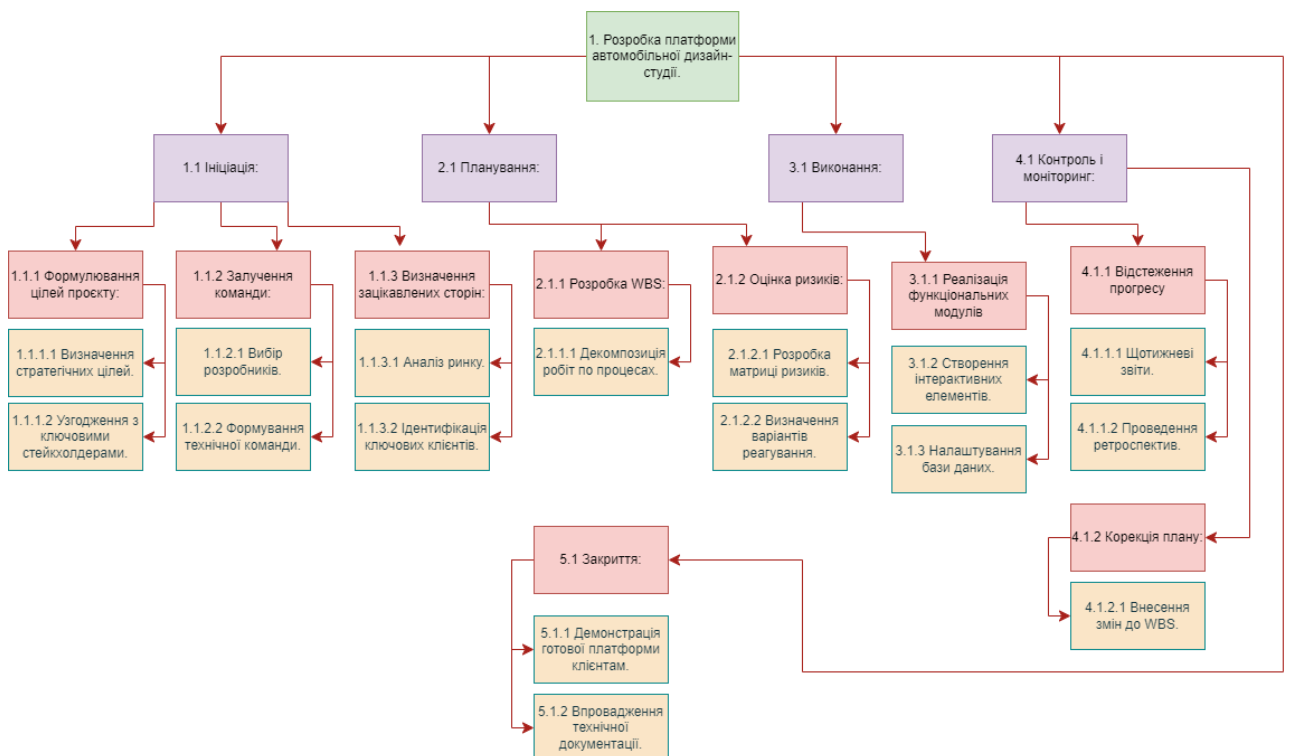 1. Розробка платформи
автомобільної дизайн-
студії.
1.1 Ініціація:
2.1 Планування:
3.1 Виконання:
4.1 Контроль і
моніторинг:
1.1.1 Формулювання
цілей проєкту:
1.1.2 Залучення
команди:
1.1.3 Визначення
зацікавлених сторін:
2.1.1 Розробка WBS:
2.1.2 Оцінка ризиків:
3.1.1 Реалізація
функціональних
модулів
4.1.1 Відстеження
прогресу
1.1.1.1 Визначення
стратегічних цілей.
1.1.2.1 Вибір
розробників.
1.1.3.1 Аналіз ринку.
2.1.1.1 Декомпозиція
робіт по процесах.
2.1.2.1 Розробка
матриці ризиків.
3.1.2 Створення
інтерактивних
елементів.
4.1.1.1 Щотижневі
звіти.
1.1.1.2 Узгодження з
ключовими
стейкхолдерами.
1.1.2.2 Формування
технічної команди.
1.1.3.2 Ідентифікація
ключових клієнтів.
2.1.2.2 Визначення
варіантів
реагування.
3.1.3 Налаштування
бази даних.
4.1.1.2 Проведення
ретроспектив.
5.1 Закриття:
4.1.2 Корекція плану:
5.1.1 Демонстрація
готової платформи
клієнтам.
4.1.2.1 Внесення
змін до WBS.
5.1.2 Впровадження
технічної
документації.